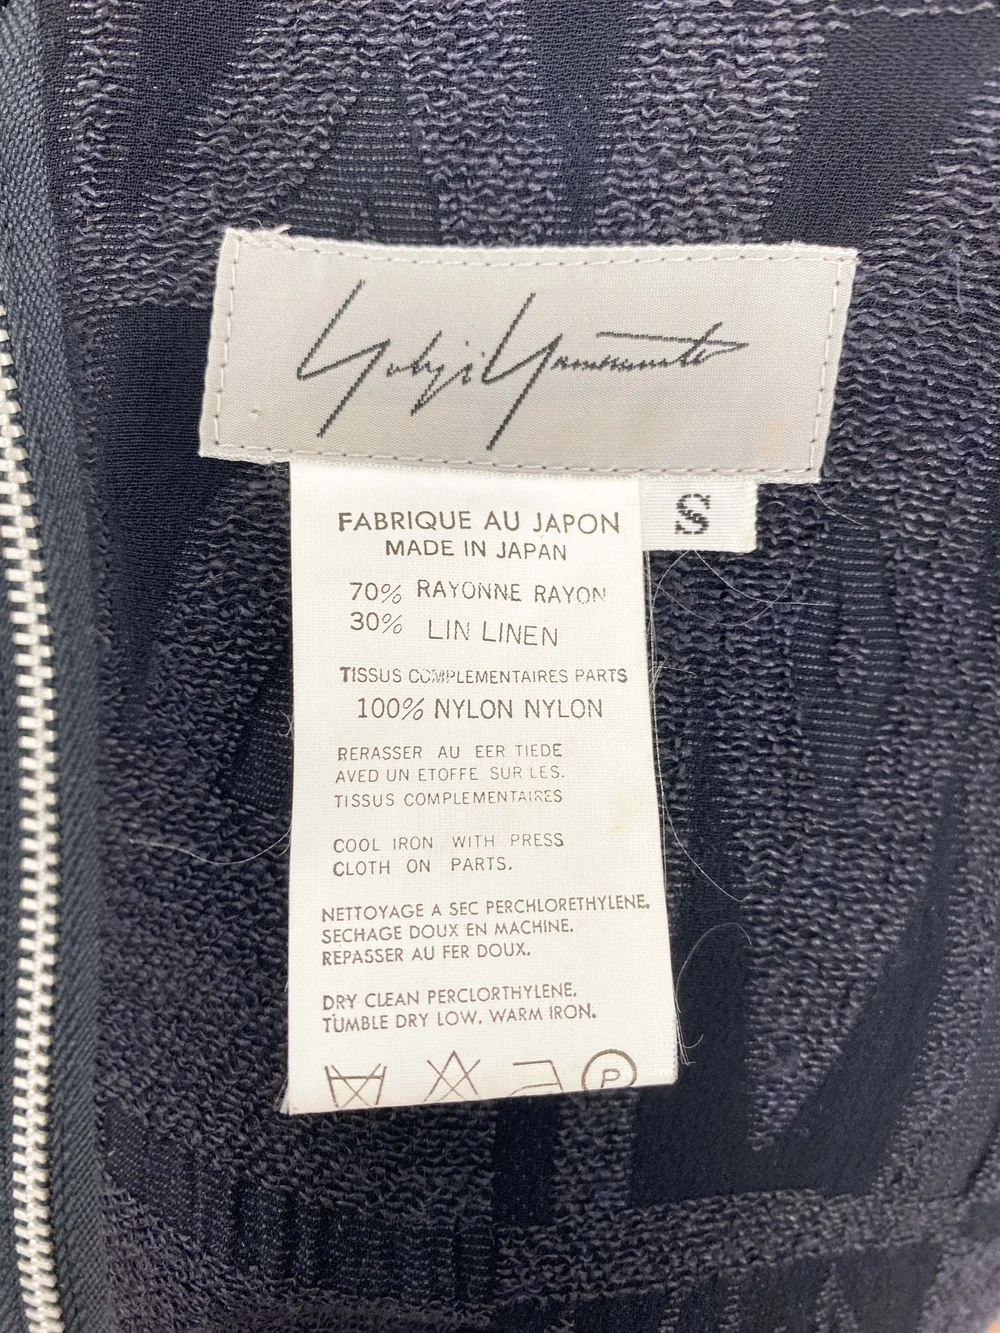 Yohji Yamamoto
S
FABRIQUE AU JAPON
MADE IN JAPAN
70% RAYONNE RAYON
30% LIN LINEN
TISSUS COMPLEMENTAIRES PARTS
100% NYLON NYLON
RERASSER AU EER TIEDE
AVED UN ETOFFE SUR LES.
TISSUS COMPLEMENTAIRES
COOL IRON WITH PRESS
CLOTH ON PARTS.
NETTOYAGE A SEC PERCHLORETHYLENE.
SECHAGE DOUX EN MACHINE.
REPASSER AU FER DOUX.
DRY CLEAN PERCLORTHYLENE.
TUMBLE DRY LOW. WARM IRON.
P